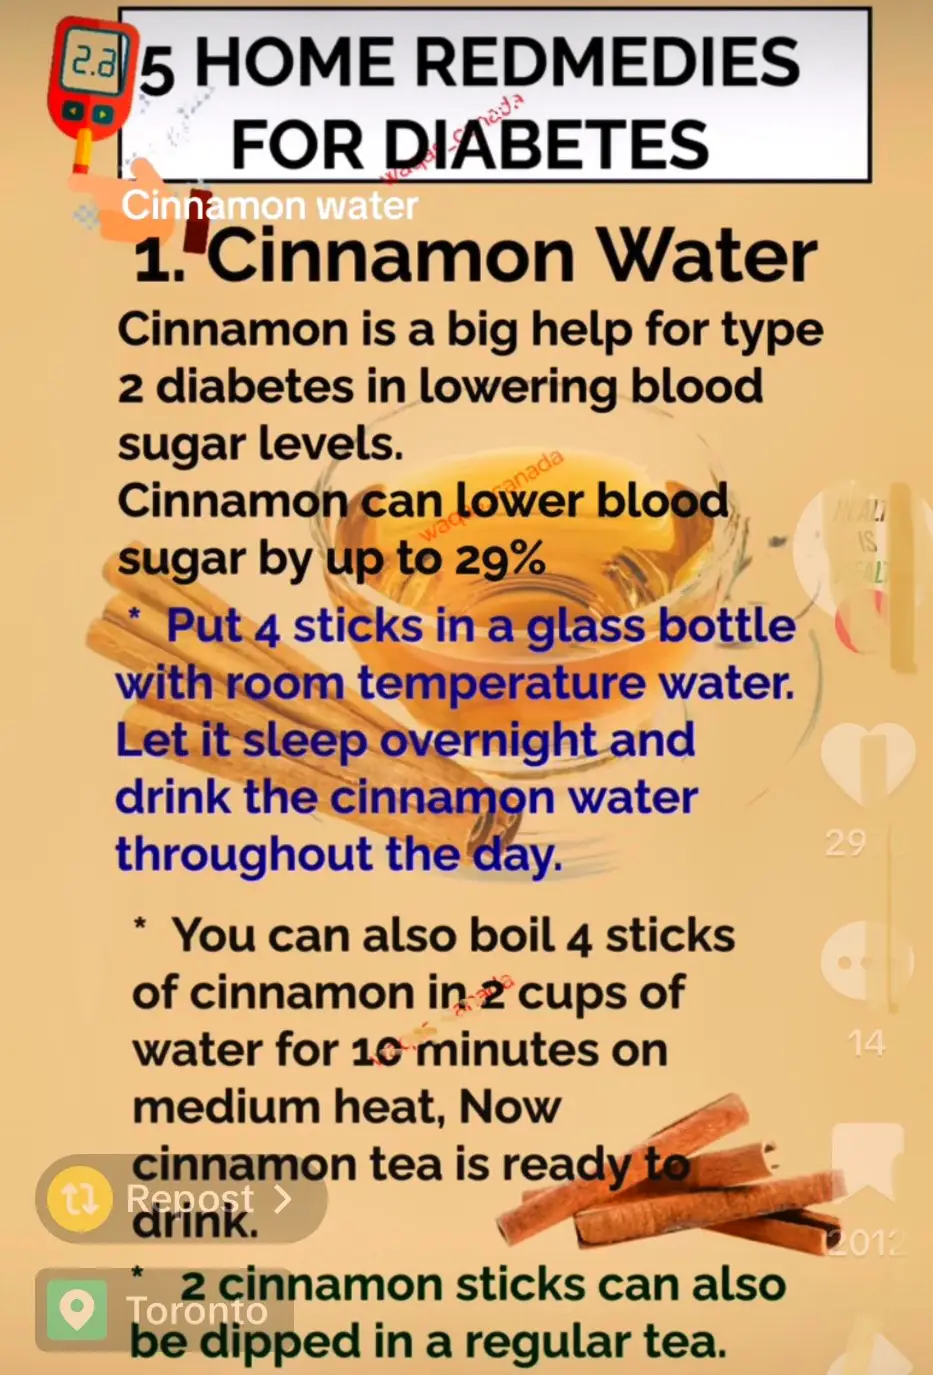 2.8
5 HOME REDMEDIES
FOR DIABETES
Cinnamon water
1. Cinnamon Water
Cinnamon is a big help for type
2 diabetes in lowering blood
sugar levels.
Cinnamon can lower blood
sugar by up to 29%
* Put 4 sticks in a glass bottle
with room temperature water.
Let it sleep overnight and
drink the cinnamon water
throughout the day.
* You can also boil 4 sticks
of cinnamon in 2 cups of
water for 10 minutes on
medium heat, Now
cinnamon tea is ready to
drink.
* 2 cinnamon sticks can also
be dipped in a regular tea.
IS
29
14
2012
Repost
Toronto